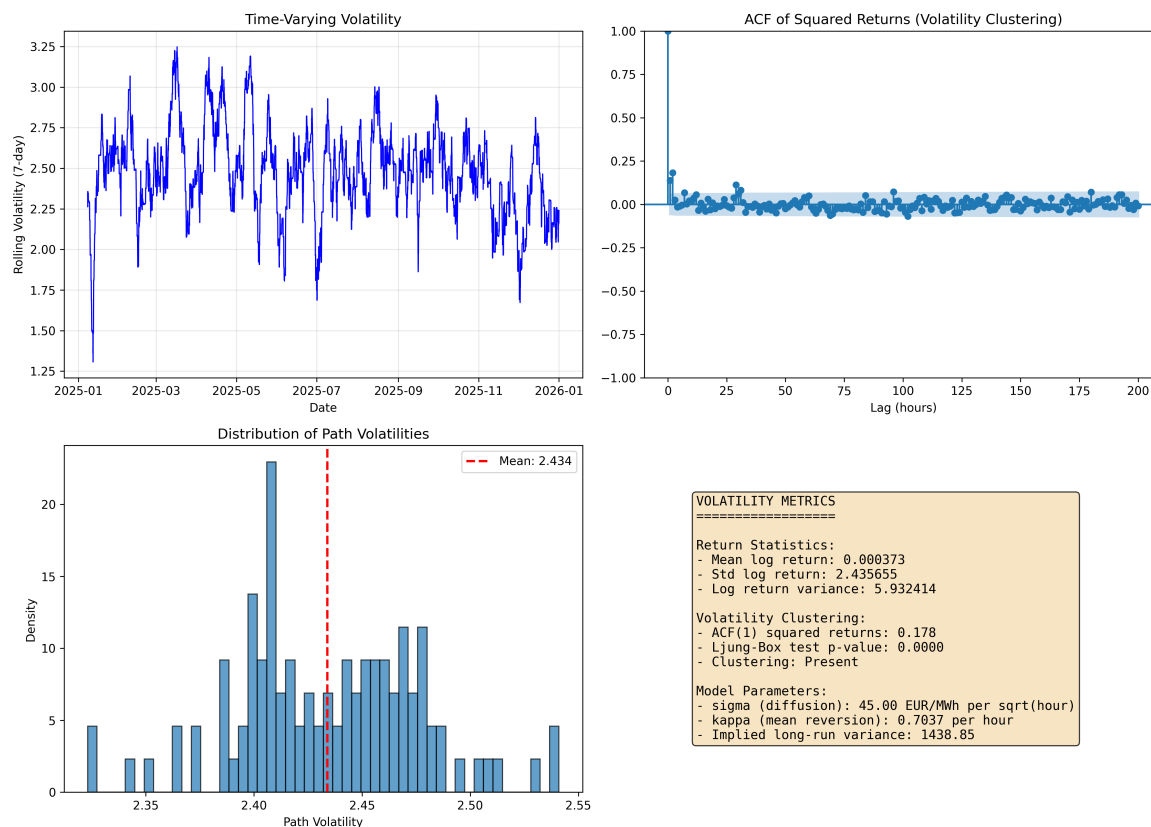 Time-Varying Volatility
Rolling Volatility (7-day)
3.25
3.00
2.75
2.50
2.25
2.00
1.75
1.50
1.25
2025-01 2025-03 2025-05 2025-07 2025-09 2025-11 2026-01
Date
ACF of Squared Returns (Volatility Clustering)
1.00
0.75
0.50
0.25
0.00
−0.25
−0.50
−0.75
−1.00
0 25 50 75 100 125 150 175 200
Lag (hours)
Distribution of Path Volatilities
Mean: 2.434
Density
20
15
10
5
0
2.35 2.40 2.45 2.50 2.55
Path Volatility
VOLATILITY METRICS
==================
Return Statistics:
- Mean log return: 0.000373
- Std log return: 2.435655
- Log return variance: 5.932414
Volatility Clustering:
- ACF(1) squared returns: 0.178
- Ljung-Box test p-value: 0.0000
- Clustering: Present
Model Parameters:
- sigma (diffusion): 45.00 EUR/MWh per sqrt(hour)
- kappa (mean reversion): 0.7037 per hour
- Implied long-run variance: 1438.85